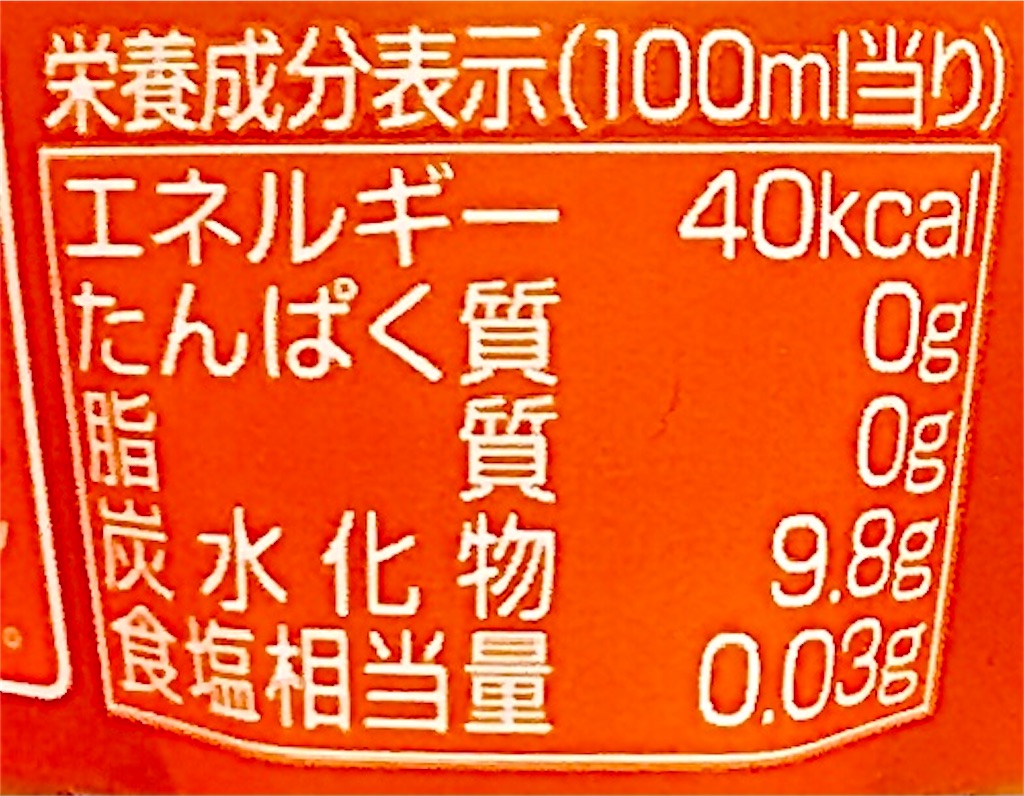 栄養成分表示(100ml当り)
エネルギー 40kcal
たんぱく質 0g
脂質 0g
炭水化物 9.8g
食塩相当量 0.03g